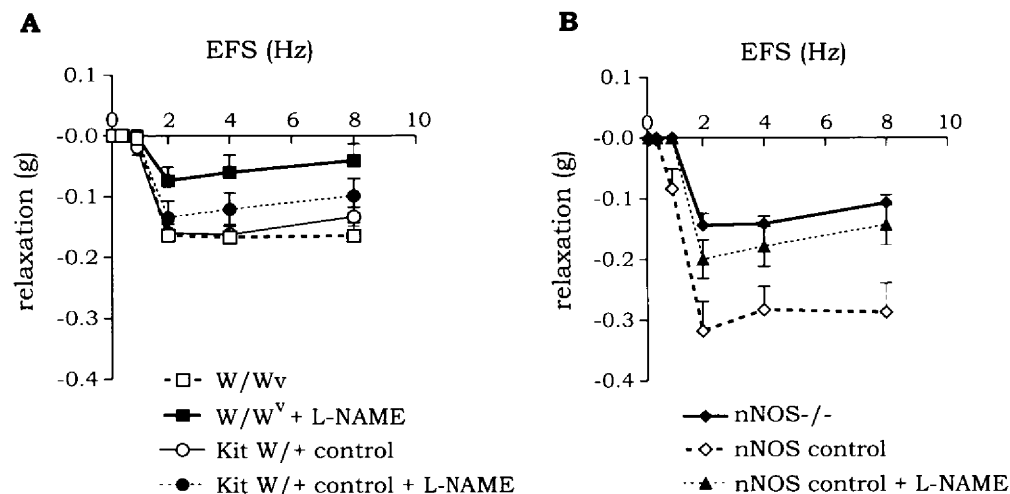 A
EFS (Hz)
0.1
-0.0
-0.1
-0.2
-0.3
-0.4
0 2 4 6 8 10
relaxation (g)
W/Wv
W/Wᵛ + L-NAME
Kit W/+ control
Kit W/+ control + L-NAME
B
EFS (Hz)
0.1
-0.0
-0.1
-0.2
-0.3
-0.4
0 2 4 6 8 10
relaxation (g)
nNOS-/-
nNOS control
nNOS control + L-NAME